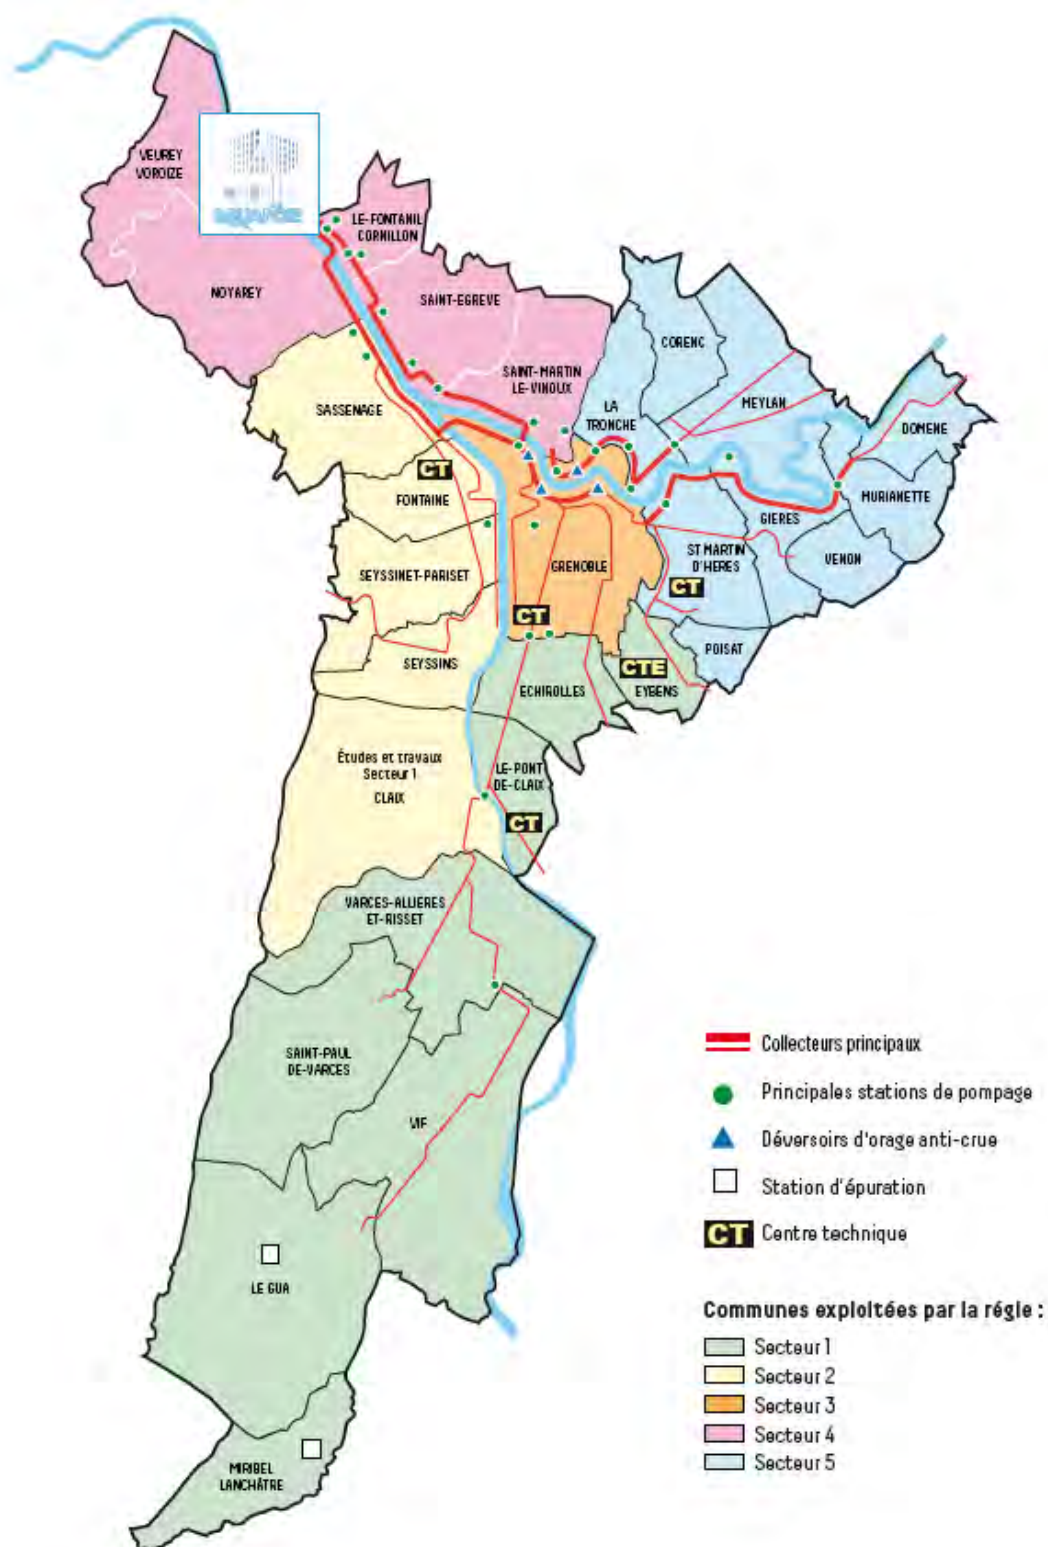 VEUREY
VOROIZE
LE-FONTANIL
CORNILLON
NOYAREY
SAINT-EGREVE
SAINT-MARTIN
LE-VINOUX
CORENC
MEYLAN
LA
TRONCHE
DOMENE
MURIANETTE
GIERES
VENON
SASSENAGE
CT
FONTAINE
SEYSSINET-PARISET
GRENOBLE
ST MARTIN
D'HERES
CT
CT
POISAT
SEYSSINS
CTE
EYBENS
ECHIROLLES
Études et travaux
Secteur 1
CLAIX
LE-PONT
DE-CLAIX
CT
VARCES-ALLIERES
ET-RISSET
SAINT-PAUL
DE-VARCES
VIF
LE GUA
MIRIBEL
LANCHÂTRE
Collecteurs principaux
Principales stations de pompage
Déversoirs d'orage anti-crue
Station d'épuration
CT Centre technique
Communes exploitées par la régie :
Secteur 1
Secteur 2
Secteur 3
Secteur 4
Secteur 5